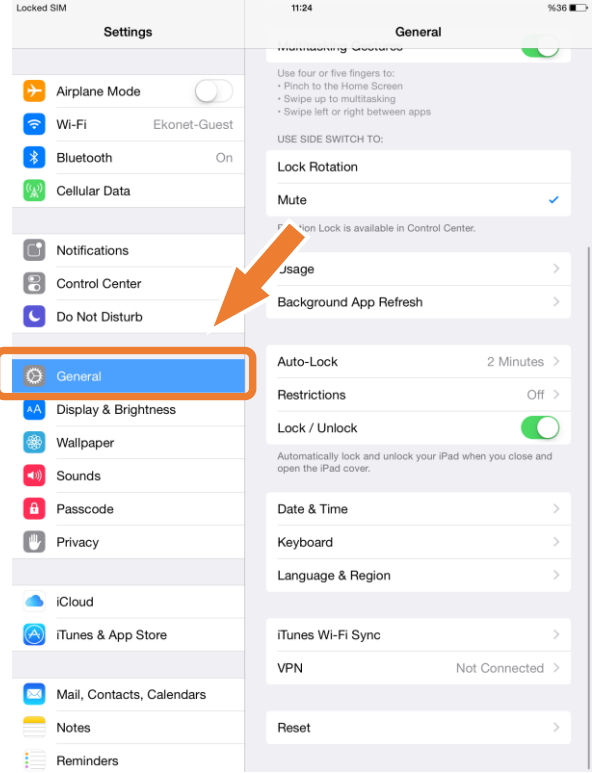 Locked SIM
11:24
%36
Settings
General
Airplane Mode
Wi-Fi
Ekonet-Guest
Bluetooth
On
Cellular Data
Notifications
Control Center
Do Not Disturb
General
AA
Display & Brightness
Wallpaper
Sounds
Passcode
Privacy
iCloud
iTunes & App Store
Mail, Contacts, Calendars
Notes
Reminders
Multitasking Gestures
Use four or five fingers to:
• Pinch to the Home Screen
• Swipe up to multitasking
• Swipe left or right between apps
USE SIDE SWITCH TO:
Lock Rotation
Mute
Lock is available in Control Center.
Usage
Background App Refresh
Auto-Lock
2 Minutes
Restrictions
Off
Lock / Unlock
Automatically lock and unlock your iPad when you close and
open the iPad cover.
Date & Time
Keyboard
Language & Region
iTunes Wi-Fi Sync
VPN
Not Connected
Reset